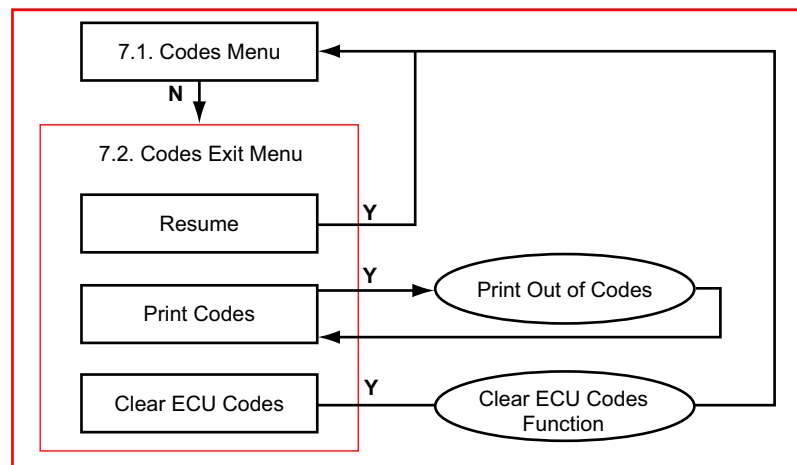 7.1. Codes Menu
N
7.2. Codes Exit Menu
Resume
Y
Y
Print Out of Codes
Print Codes
Clear ECU Codes
Y
Clear ECU Codes
Function